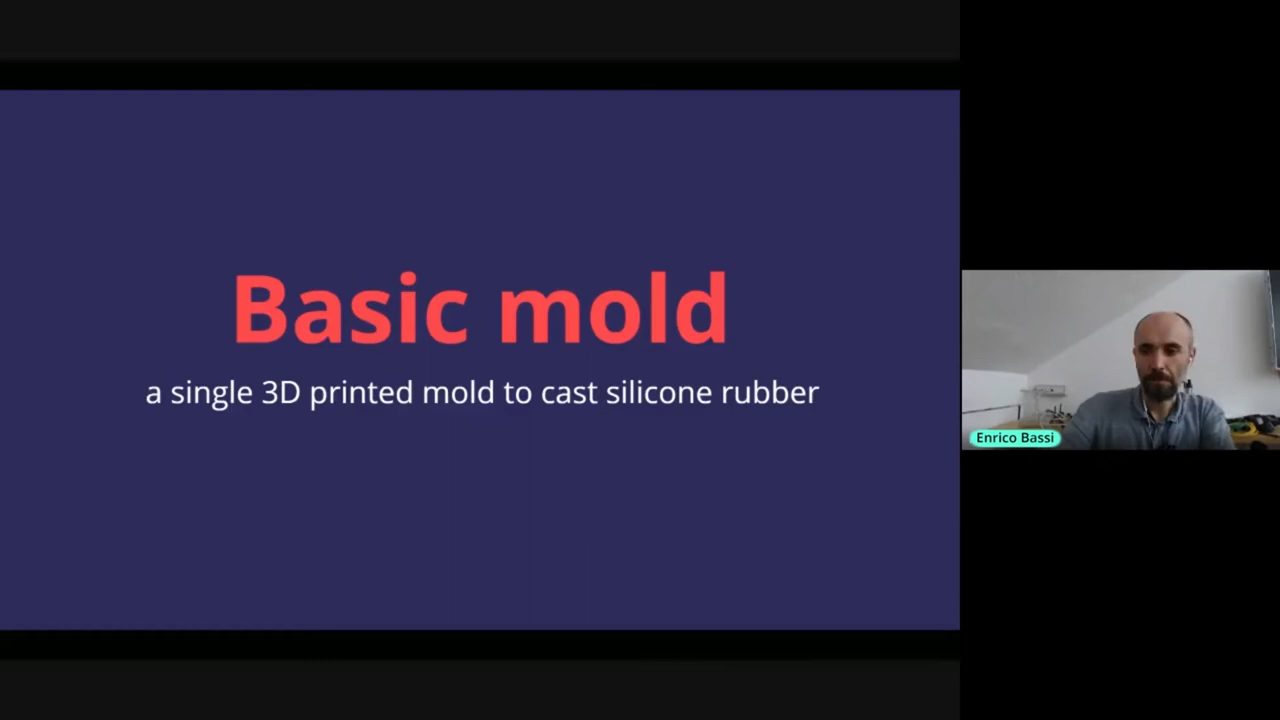 Basic mold
a single 3D printed mold to cast silicone rubber
Enrico Bassi